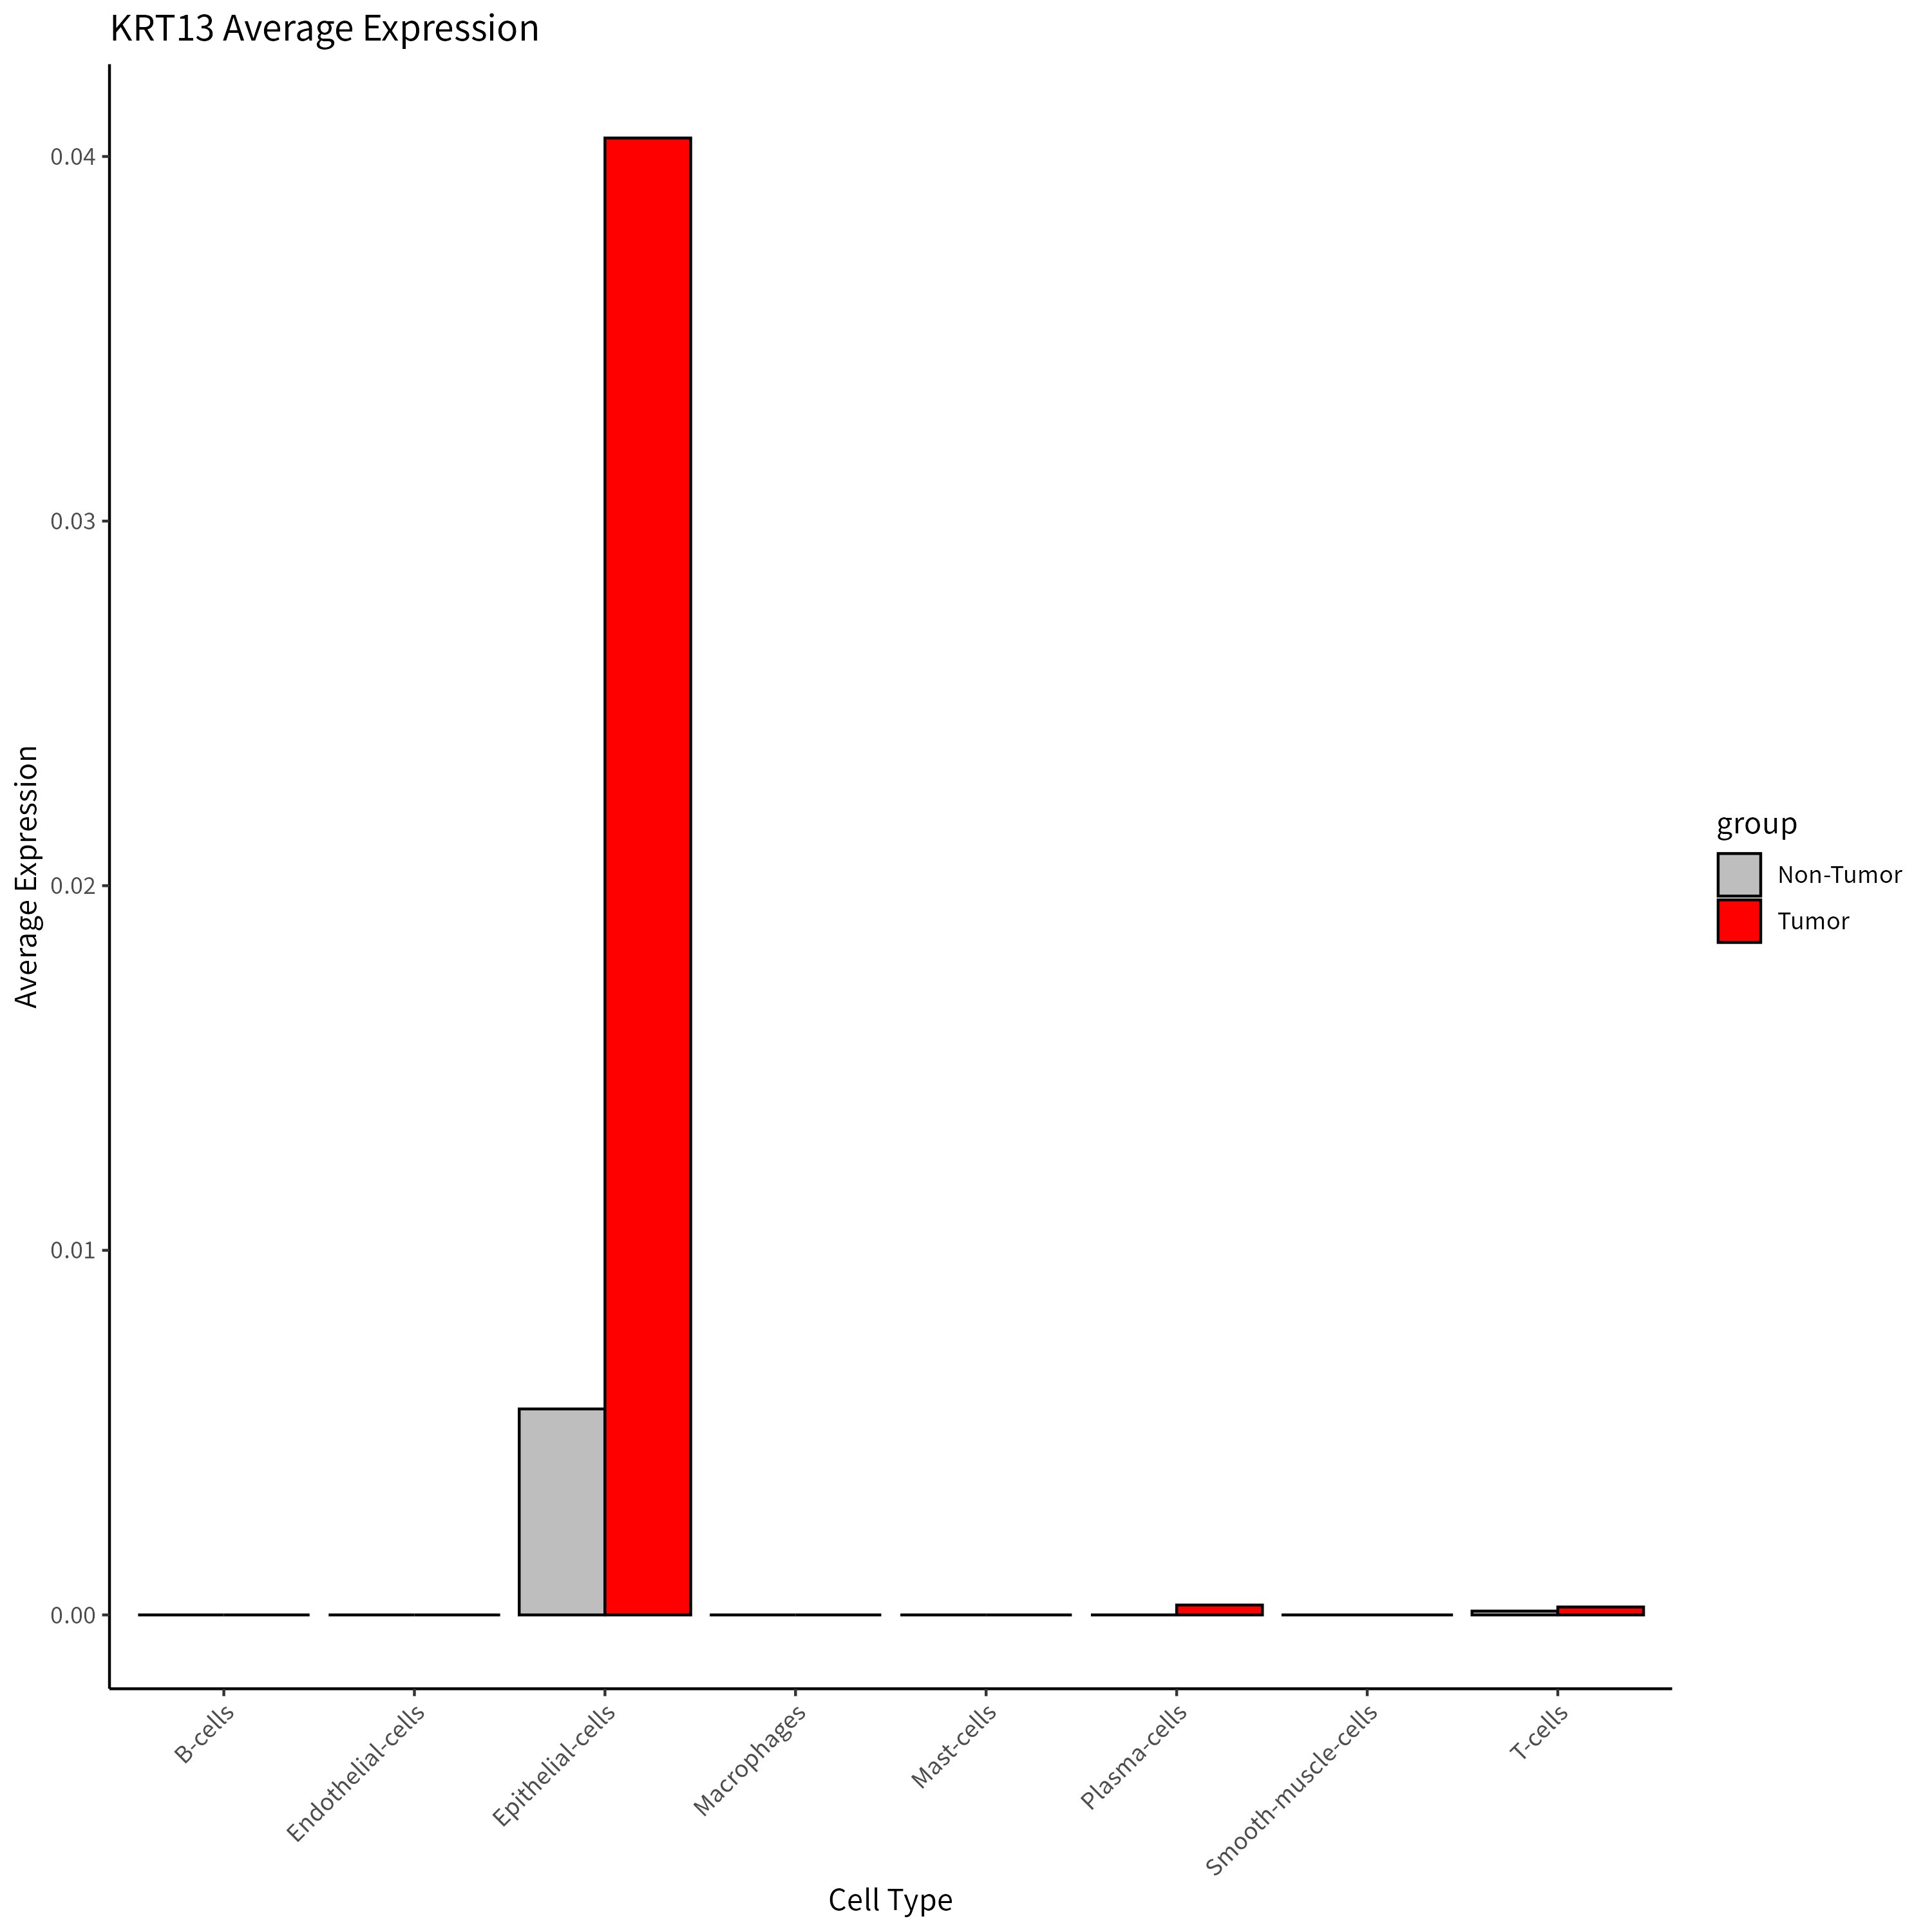 KRT13 Average Expression
Average Expression
0.04
0.03
0.02
0.01
0.00
B-cells
Endothelial-cells
Epithelial-cells
Macrophages
Mast-cells
Plasma-cells
Smooth-muscle-cells
T-cells
Cell Type
group
Non-Tumor
Tumor